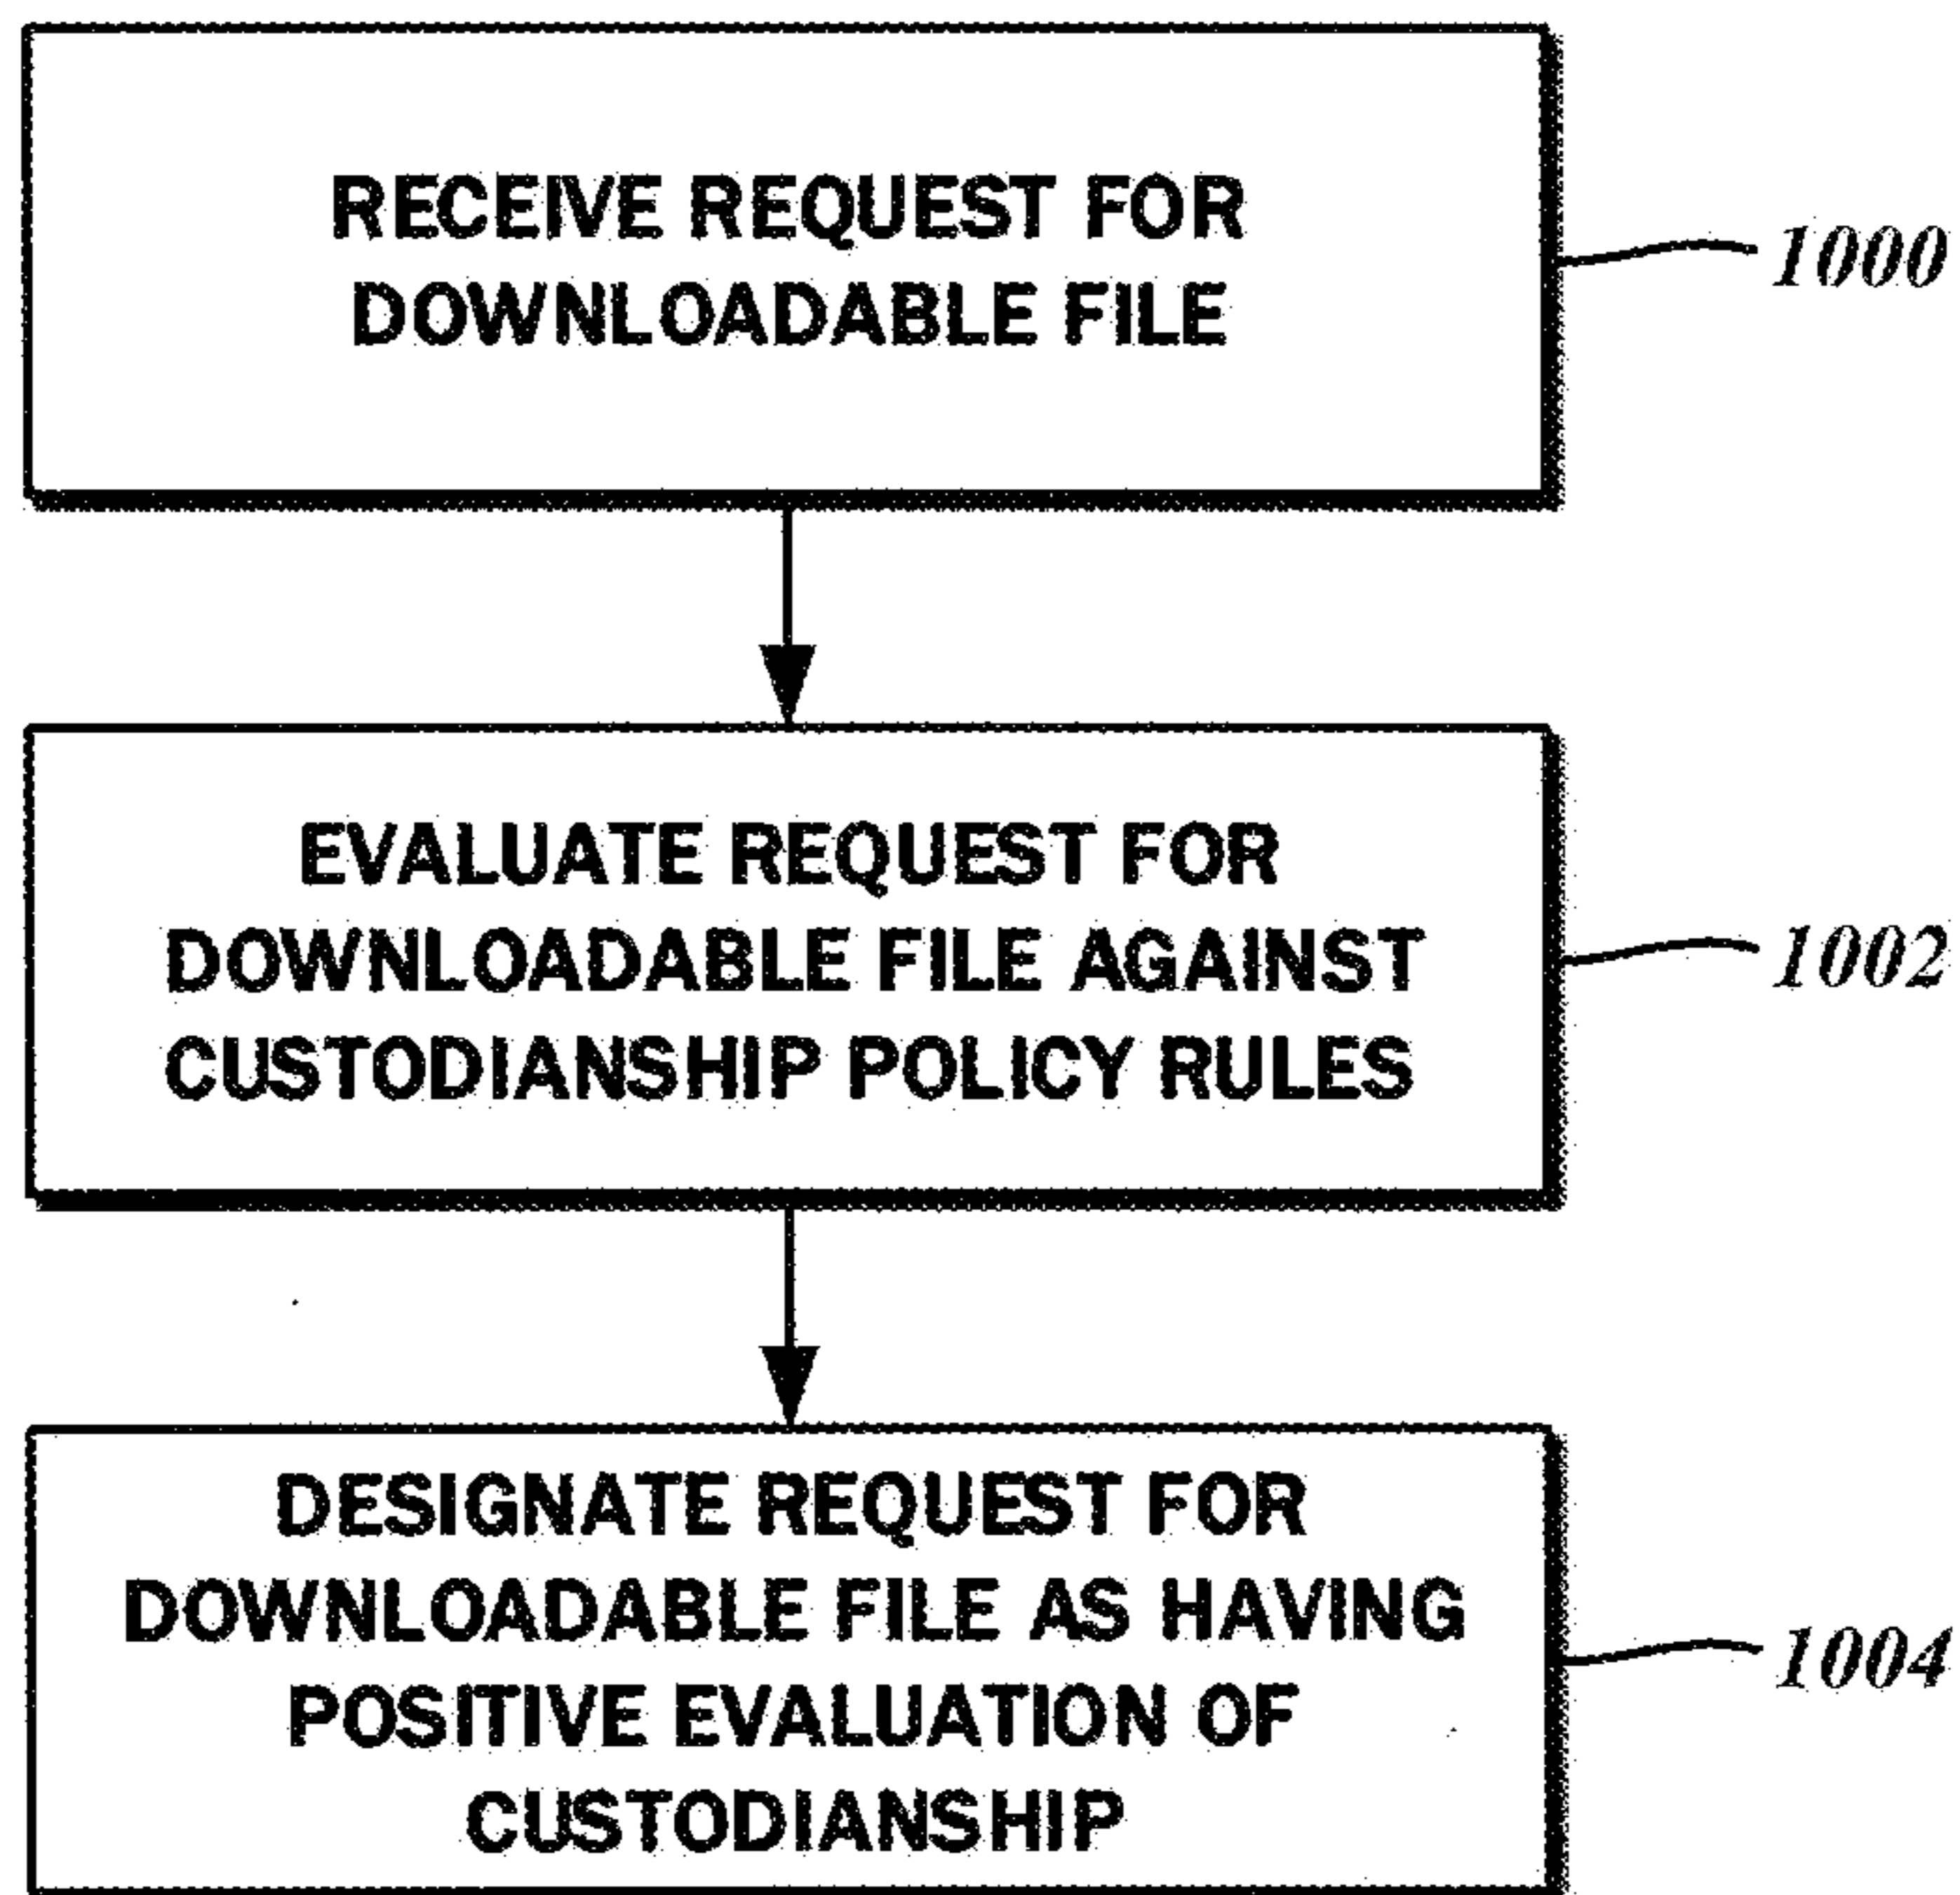 RECEIVE REQUEST FOR
DOWNLOADABLE FILE
1000
EVALUATE REQUEST FOR
DOWNLOADABLE FILE AGAINST
CUSTODIANSHIP POLICY RULES
1002
DESIGNATE REQUEST FOR
DOWNLOADABLE FILE AS HAVING
POSITIVE EVALUATION OF
CUSTODIANSHIP
1004